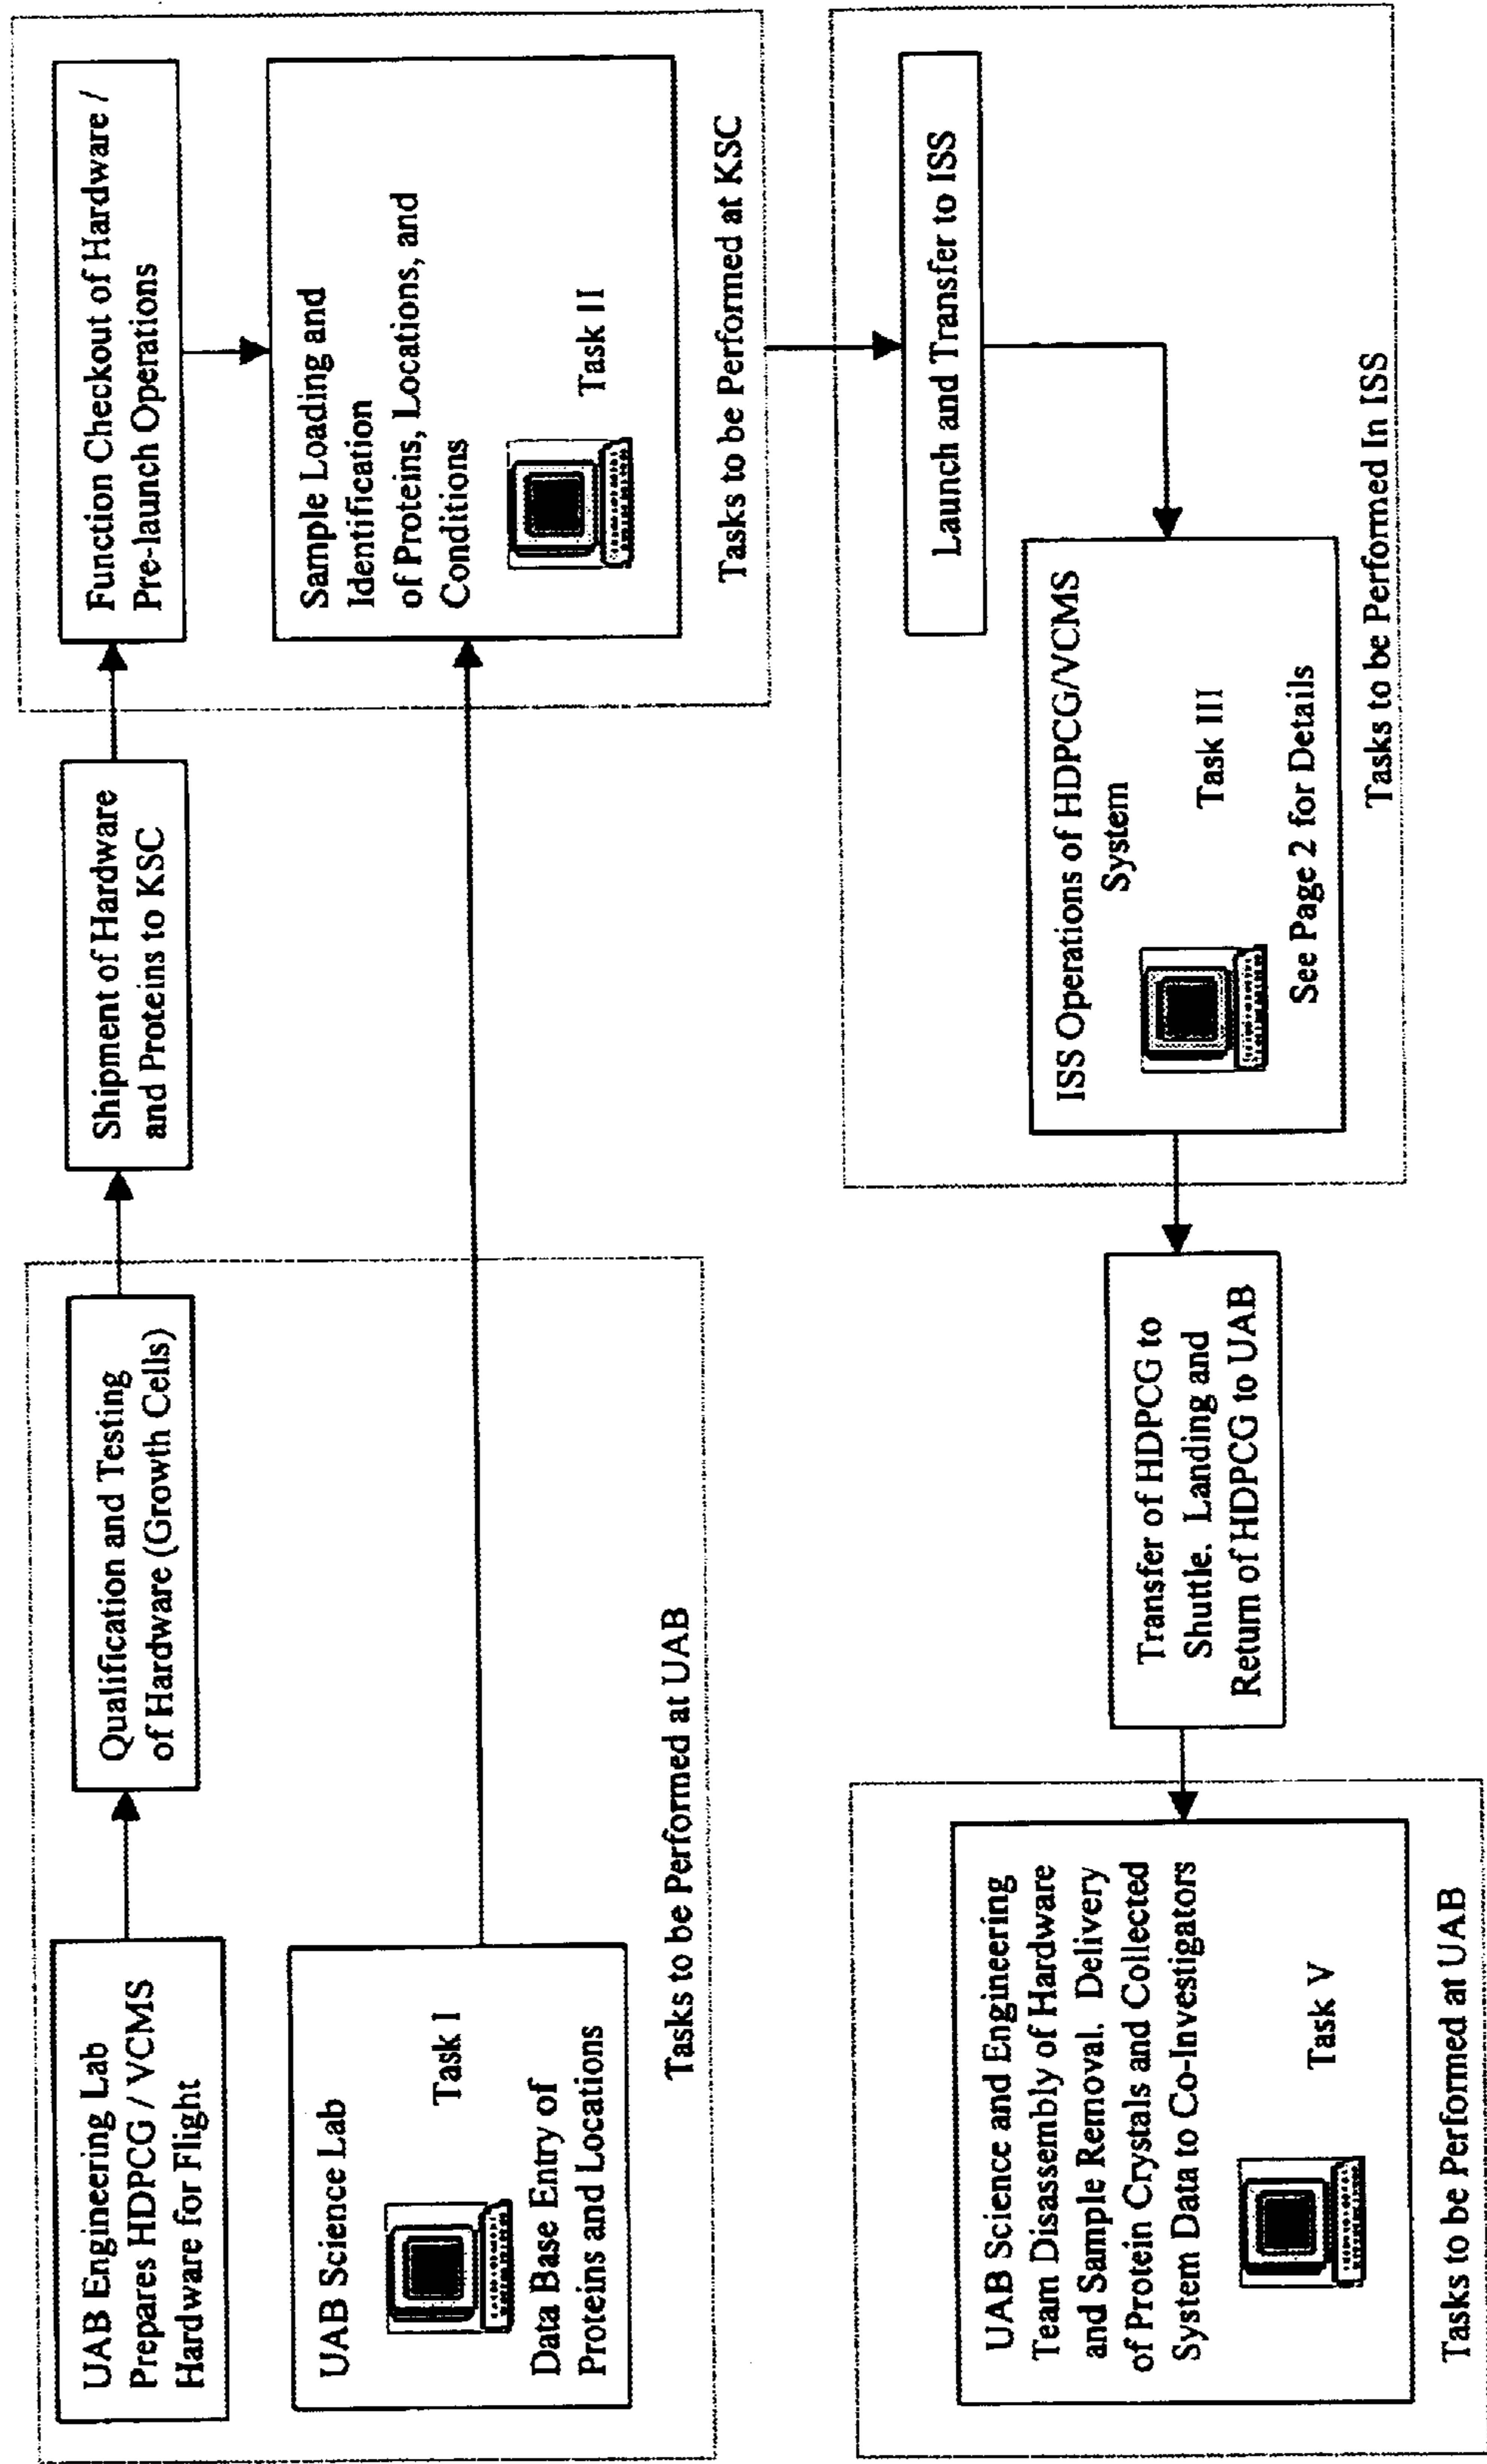 UAB Engineering Lab
Prepares HDPCG / VCMS
Hardware for Flight
Qualification and Testing
of Hardware (Growth Cells)
Shipment of Hardware
and Proteins to KSC
Function Checkout of Hardware /
Pre-launch Operations
UAB Science Lab
Task I
Data Base Entry of
Proteins and Locations
Tasks to be Performed at UAB
Sample Loading and
Identification
of Proteins, Locations, and
Conditions
Task II
Tasks to be Performed at KSC
Launch and Transfer to ISS
ISS Operations of HDPCG/VCMS
System
Task III
See Page 2 for Details
Tasks to be Performed In ISS
Transfer of HDPCG to
Shuttle. Landing and
Return of HDPCG to UAB
UAB Science and Engineering
Team Disassembly of Hardware
and Sample Removal. Delivery
of Protein Crystals and Collected
System Data to Co-Investigators
Task V
Tasks to be Performed at UAB